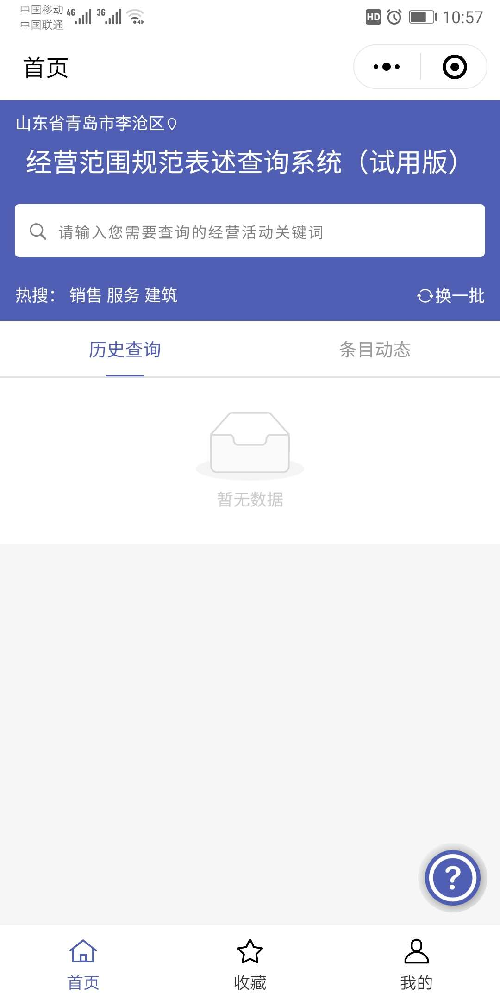 中国移动 4G 3G
中国联通
HD 10:57
首页
山东省青岛市李沧区
经营范围规范表述查询系统（试用版）
请输入您需要查询的经营活动关键词
热搜： 销售 服务 建筑 换一批
历史查询 条目动态
暂无数据
?
首页 收藏 我的